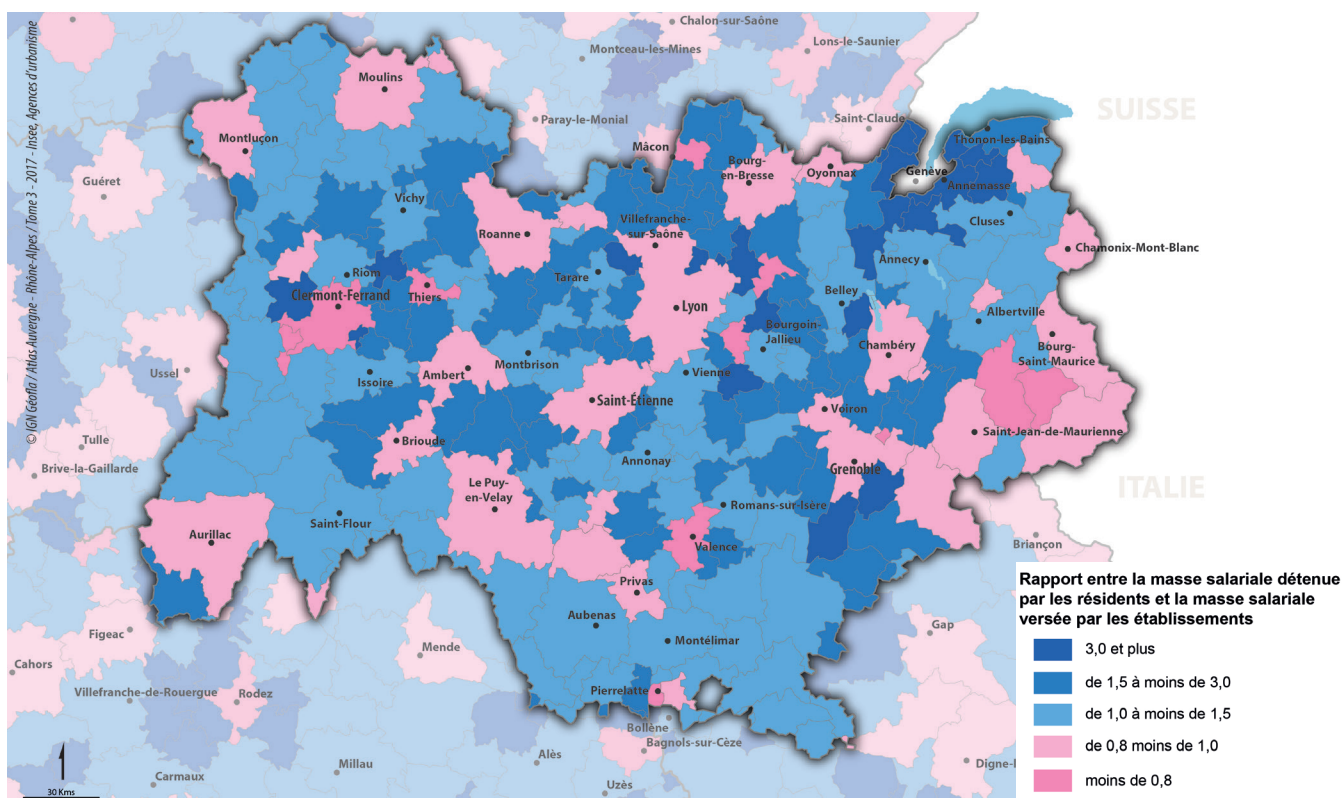 © IGN Géofla / Atlas Auvergne - Rhône-Alpes / Tome 3 - 2017 - Insee, Agences d'urbanisme
Chalon-sur-Saône
Montceau-les-Mines
Lons-le-Saunier
Moulins
SUISSE
Paray-le-Monial
Saint-Claude
Montluçon
Thonon-les-Bains
Mâcon
Bourg-
en-Bresse
Oyonnax
Genève
Annemasse
Guéret
Vichy
Cluses
Villefranche-
sur-Saône
Roanne
Chamonix-Mont-Blanc
Annecy
Riom
Tarare
Clermont-Ferrand
Thiers
Belley
Lyon
Albertville
Bourgoin-
Jallieu
Bourg-
Saint-Maurice
Chambéry
Montbrison
Ussel
Issoire
Ambert
Vienne
Saint-Étienne
Voiron
Saint-Jean-de-Maurienne
Tulle
Brioude
Annonay
Grenoble
Brive-la-Gaillarde
ITALIE
Le Puy-
en-Velay
Romans-sur-Isère
Saint-Flour
Aurillac
Valence
Briançon
Privas
Aubenas
Montélimar
Figeac
Mende
Gap
Cahors
Villefranche-de-Rouergue
Rodez
Pierrelatte
Bollène
Bagnols-sur-Cèze
Alès
Millau
Carmaux
Uzès
Digne-l
30 Kms
Rapport entre la masse salariale détenue
par les résidents et la masse salariale
versée par les établissements
3,0 et plus
de 1,5 à moins de 3,0
de 1,0 à moins de 1,5
de 0,8 moins de 1,0
moins de 0,8